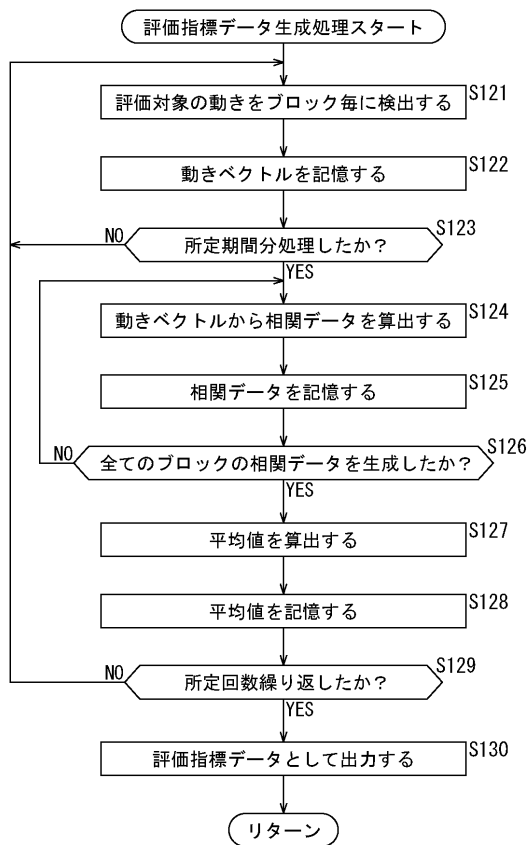 評価指標データ生成処理スタート
評価対象の動きをブロック毎に検出する S121
動きベクトルを記憶する S122
所定期間分処理したか? S123
NO
YES
動きベクトルから相関データを算出する S124
相関データを記憶する S125
全てのブロックの相関データを生成したか? S126
NO
YES
平均値を算出する S127
平均値を記憶する S128
所定回数繰り返したか? S129
NO
YES
評価指標データとして出力する S130
リターン